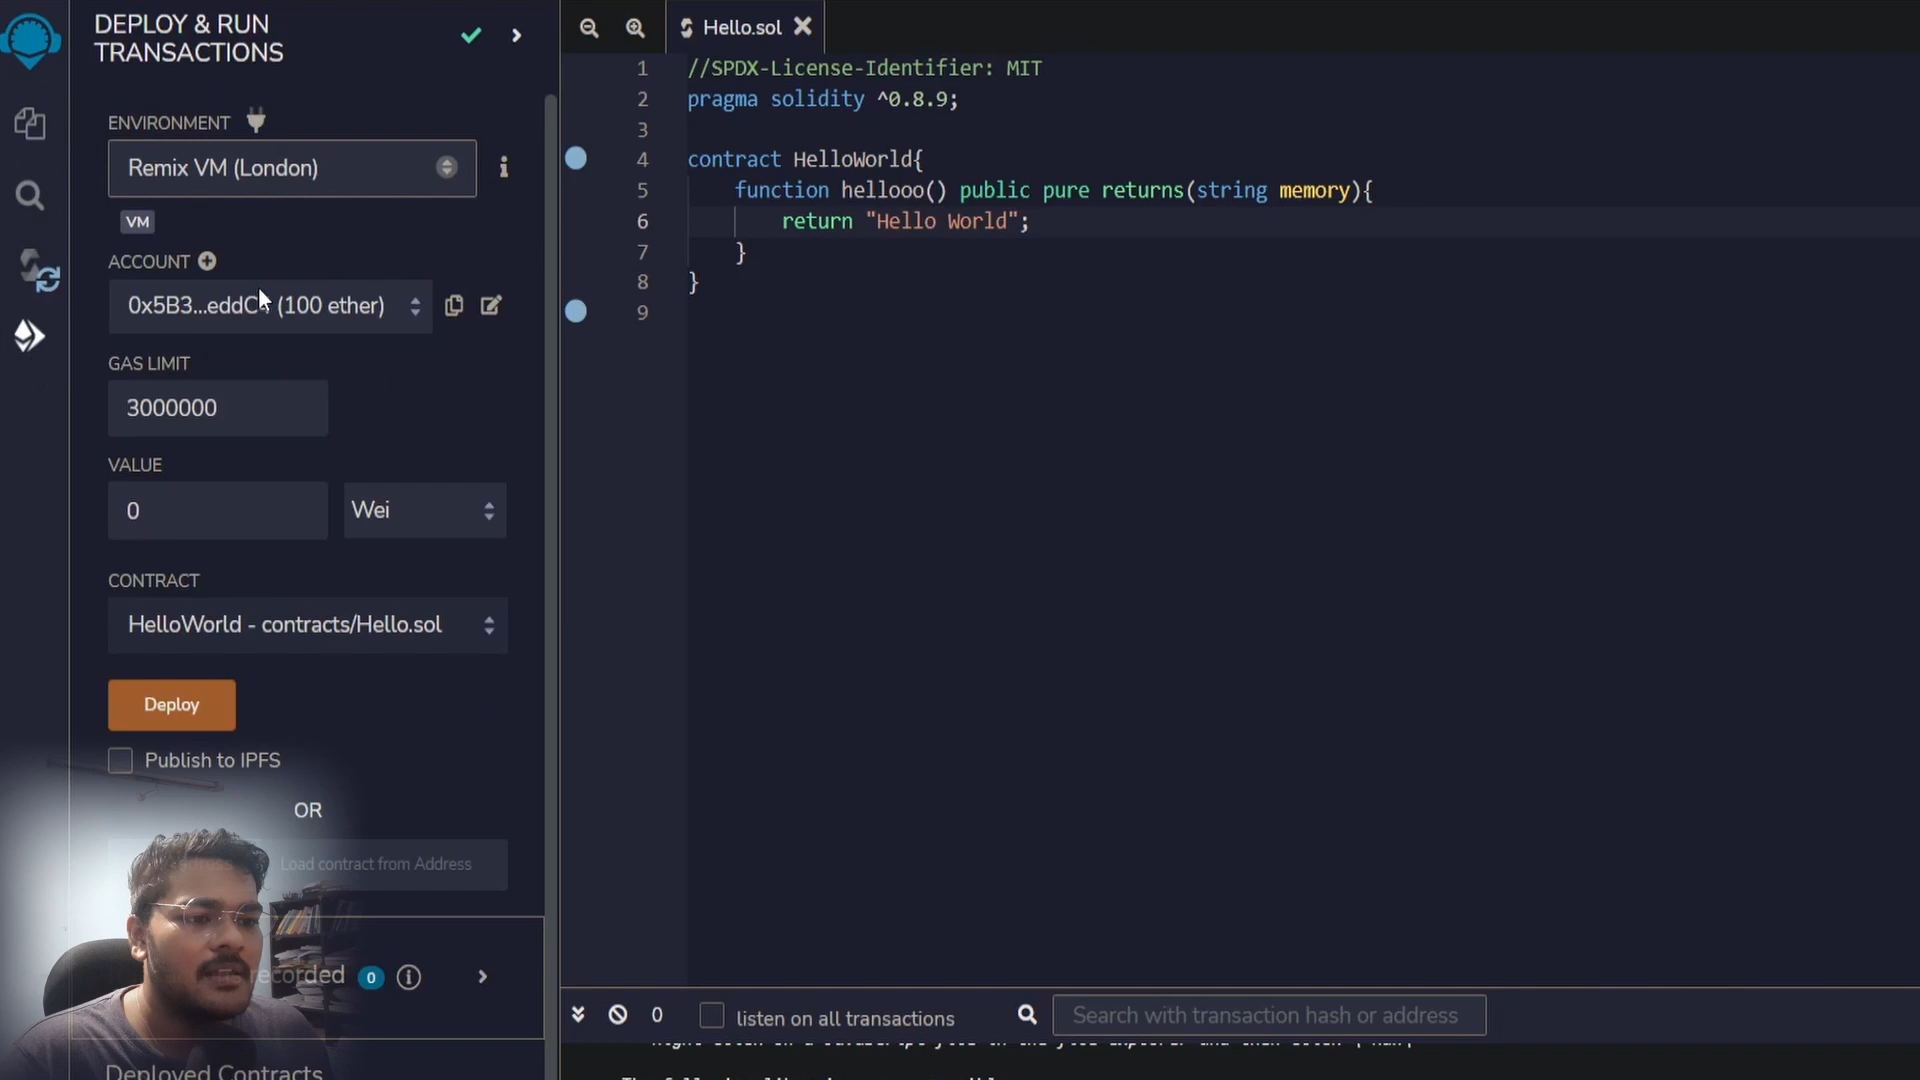 DEPLOY & RUN
TRANSACTIONS
ENVIRONMENT
Remix VM (London)
VM
ACCOUNT
0x5B3...eddC (100 ether)
GAS LIMIT
3000000
VALUE
0
Wei
CONTRACT
HelloWorld - contracts/Hello.sol
Deploy
Publish to IPFS
OR
Load contract from Address
recorded 0
Deployed Contracts
Hello.sol
1 //SPDX-License-Identifier: MIT
2 pragma solidity ^0.8.9;
3
4 contract HelloWorld{
5 function hellooo() public pure returns(string memory){
6 return "Hello World";
7 }
8 }
9
0 listen on all transactions
Search with transaction hash or address